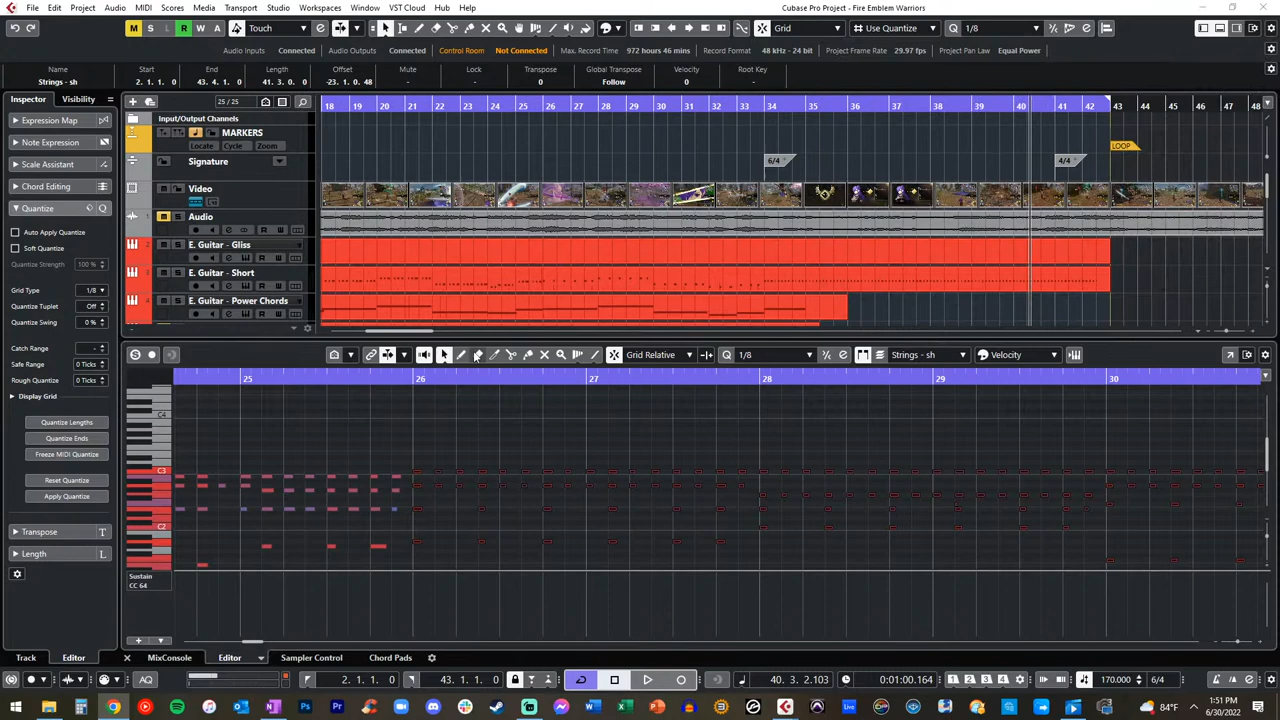 Cubase Pro Project - Fire Emblem Warriors
File Edit Project Audio MIDI Scores Media Transport Studio Workspaces Window VST Cloud Hub Help
M S L R W A Touch Grid Use Quantize 1/8
Audio Inputs Connected Audio Outputs Connected Control Room Not Connected Max. Record Time 972 hours 46 mins Record Format 48 kHz - 24 bit Project Frame Rate 29.97 fps Project Pan Law Equal Power
Name Start End Length Offset Mute Lock Transpose Global Transpose Velocity Root Key
Strings - sh 2. 1. 1. 0 43. 4. 1. 0 41. 3. 0. 0 -23. 1. 0. 48 0 Follow 0
Inspector Visibility
25 / 25
18 19 20 21 22 23 24 25 26 27 28 29 30 31 32 33 34 35 36 37 38 39 40 41 42 43 44 45 46 47 48
Input/Output Channels
Expression Map
MARKERS
Note Expression
Locate Cycle Zoom
LOOP
Scale Assistant
Signature
6/4
4/4
Chord Editing
Video
Quantize
1 Audio
Auto Apply Quantize
Soft Quantize
E. Guitar - Gliss
Quantize Strength 100 %
E. Guitar - Short
Grid Type 1/8
Quantize Tuplet Off
4 E. Guitar - Power Chords
Quantize Swing 0 %
Catch Range -
Grid Relative 1/8 Strings - sh Velocity
Safe Range 0 Ticks
Rough Quantize 0 Ticks
25 26 27 28 29 30
Display Grid
C4
Quantize Lengths
Quantize Ends
Freeze MIDI Quantize
C3
Reset Quantize
Apply Quantize
C2
Transpose
Length L
Sustain
CC 64
Track Editor MixConsole Editor Sampler Control Chord Pads
AQ 2. 1. 1. 0 43. 1. 1. 0 40. 3. 2.103 0:01:00.164 1 2 3 4 170.000 6/4
84°F
1:51 PM
6/30/2022